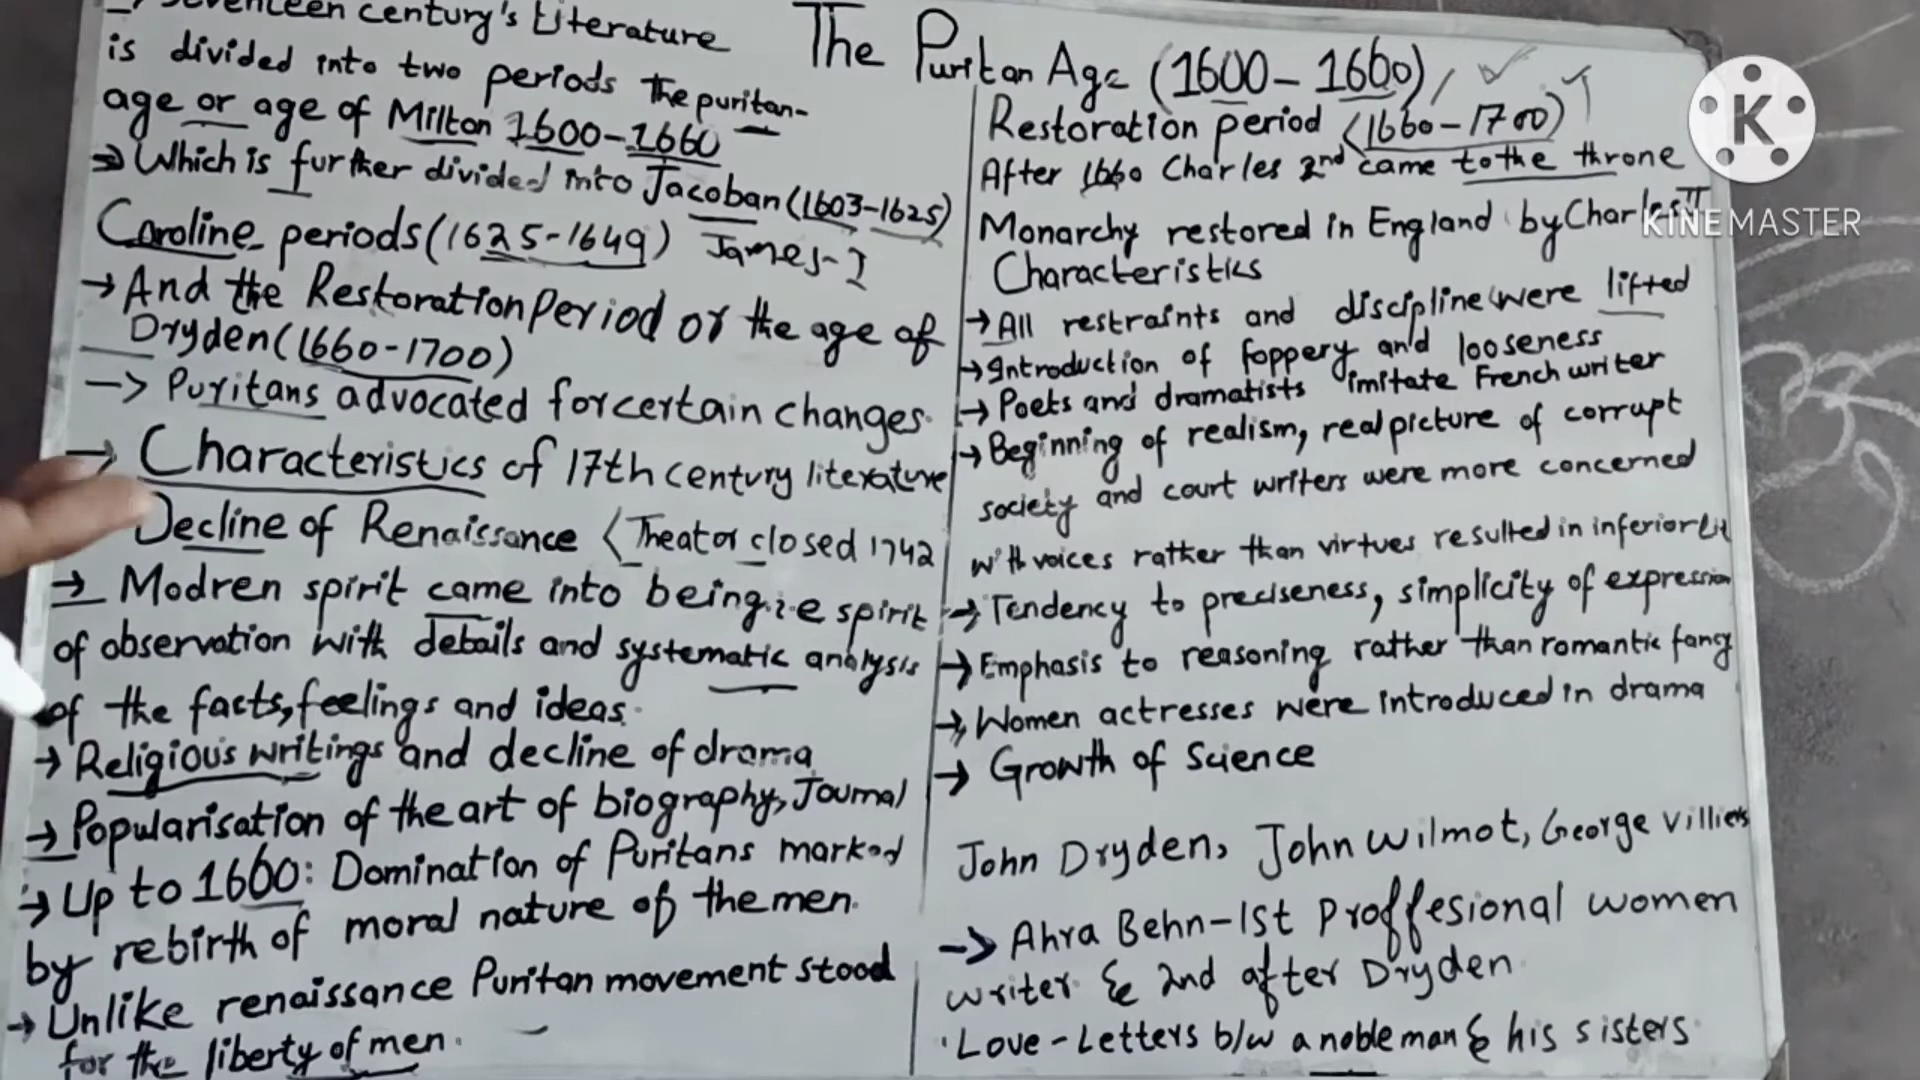 The Puritan Age (1600-1660)
Seventeen century's Literature
is divided into two periods the puritan-
age or age of Milton 1600-1660
→ Which is further divided into Jacoban (1603-1625)
Caroline periods (1625-1649) James-I
→ And the Restoration Period or the age of
Dryden (1660-1700)
→ Puritans advocated for certain changes.
→ Characteristics of 17th century literature
Decline of Renaissance (Theator closed 1742
→ Modren spirit came into being i.e spirit
of observation with details and systematic analysis
of the facts, feelings and ideas.
→ Religious writings and decline of drama
→ Popularisation of the art of biography, Journal
→ Up to 1660: Domination of Puritans marked
by rebirth of moral nature of the men.
→ Unlike renaissance Puritan movement stood
for the liberty of men.
Restoration period (1660-1700)
After 1660 Charles 2nd came to the throne
Monarchy restored in England by Charles II
Characteristics
→ All restraints and discipline were lifted
→ Introduction of foppery and looseness
→ Poets and dramatists imitate French writer
→ Beginning of realism, real picture of corrupt
society and court writers were more concerned
with voices rather than virtues resulted in inferior Lit
→ Tendency to preciseness, simplicity of expression
→ Emphasis to reasoning rather than romantic fancy
→ Women actresses were introduced in drama
→ Growth of Science
John Dryden, John Wilmot, George Villiers
→ Ahra Behn-1st proffesional women
writer & 2nd after Dryden
. Love-Letters b/w a nobleman & his sisters
K
KINEMASTER